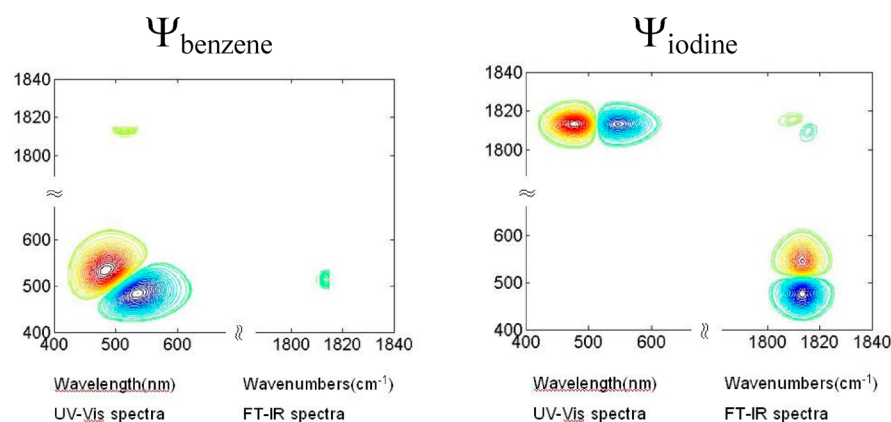 Ψbenzene
Ψiodine
1840
1820
1800
≈
600
500
400
400 500 600 ≈ 1800 1820 1840
Wavelength(nm) Wavenumbers(cm-1)
UV-Vis spectra FT-IR spectra
1840
1820
1800
≈
600
500
400
400 500 600 ≈ 1800 1820 1840
Wavelength(nm) Wavenumbers(cm-1)
UV-Vis spectra FT-IR spectra